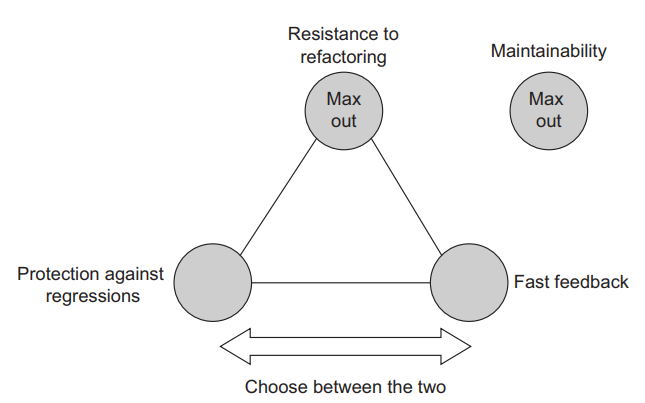 Resistance to
refactoring
Maintainability
Max
out
Max
out
Protection against
regressions
Fast feedback
Choose between the two